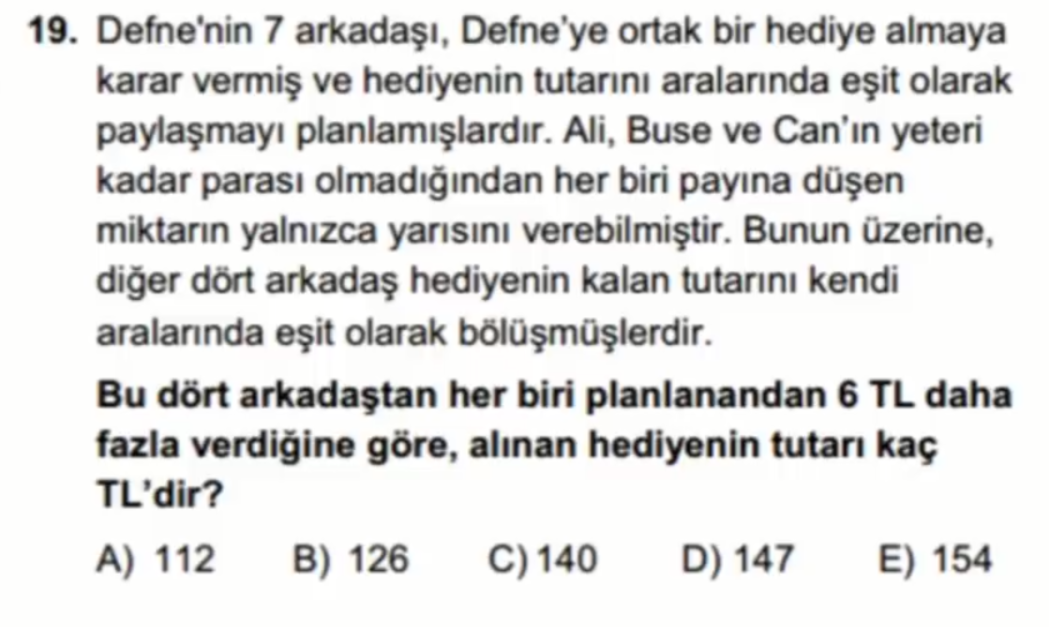 19. Defne'nin 7 arkadaşı, Defne'ye ortak bir hediye almaya
karar vermiş ve hediyenin tutarını aralarında eşit olarak
paylaşmayı planlamışlardır. Ali, Buse ve Can'ın yeteri
kadar parası olmadığından her biri payına düşen
miktarın yalnızca yarısını verebilmiştir. Bunun üzerine,
diğer dört arkadaş hediyenin kalan tutarını kendi
aralarında eşit olarak bölüşmüşlerdir.
Bu dört arkadaştan her biri planlanandan 6 TL daha
fazla verdiğine göre, alınan hediyenin tutarı kaç
TL'dir?
A) 112 B) 126 C) 140 D) 147 E) 154